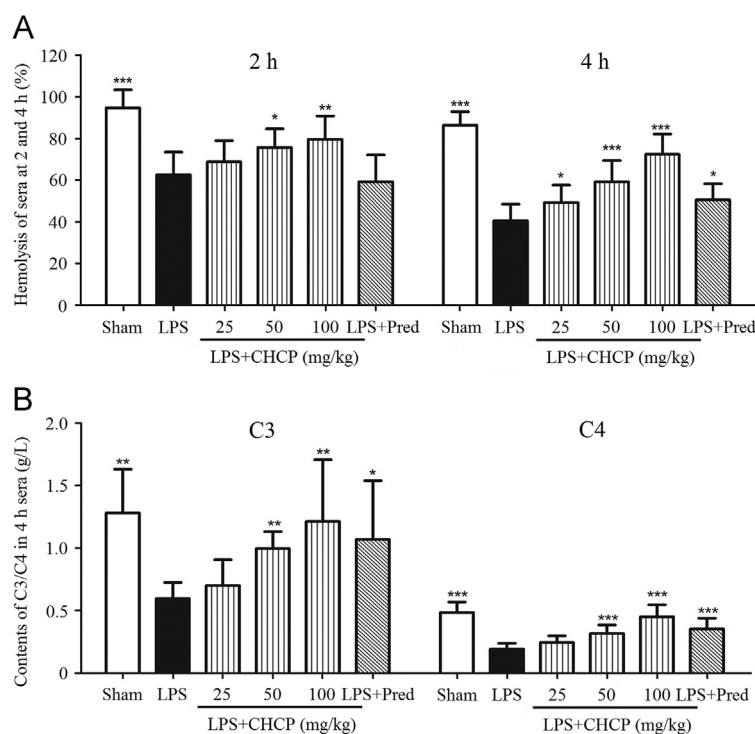 A
Hemolysis of sera at 2 and 4 h (%)
120
100
80
60
40
20
0
2 h
4 h
*** * ** *** * *** *** *
Sham LPS 25 50 100 LPS+Pred Sham LPS 25 50 100 LPS+Pred
LPS+CHCP (mg/kg) LPS+CHCP (mg/kg)
B
Contents of C3/C4 in 4 h sera (g/L)
2.0
1.5
1.0
0.5
0
C3
C4
** ** ** * *** *** *** ***
Sham LPS 25 50 100 LPS+Pred Sham LPS 25 50 100 LPS+Pred
LPS+CHCP (mg/kg) LPS+CHCP (mg/kg)